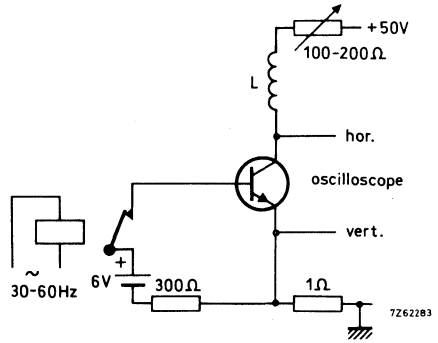 +50V
100-200Ω
L
hor.
oscilloscope
vert.
~
30-60Hz
+
6V
300Ω
1Ω
7Z62283